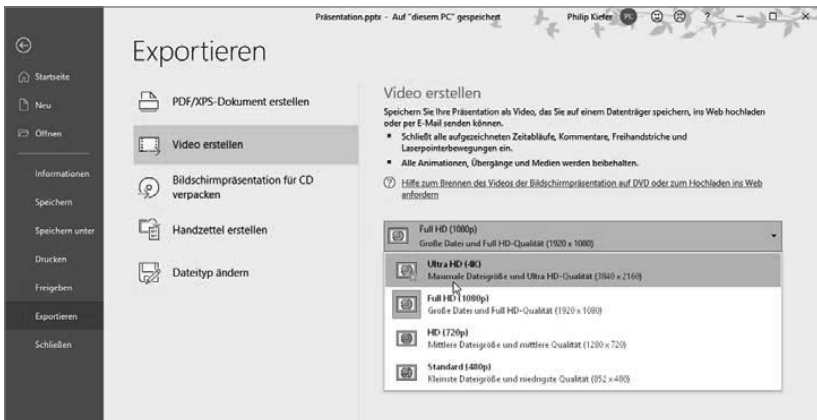 Präsentation.pptx - Auf "diesem PC" gespeichert
Philip Kiefer
PK
?
Exportieren
Startseite
Neu
Öffnen
Informationen
Speichern
Speichern unter
Drucken
Freigeben
Exportieren
Schließen
PDF/XPS-Dokument erstellen
Video erstellen
Bildschirmpräsentation für CD
verpacken
Handzettel erstellen
Dateityp ändern
Video erstellen
Speichern Sie Ihre Präsentation als Video, das Sie auf einem Datenträger speichern, ins Web hochladen
oder per E-Mail senden können.
Schließt alle aufgezeichneten Zeitabläufe, Kommentare, Freihandstriche und
Laserpointerbewegungen ein.
Alle Animationen, Übergänge und Medien werden beibehalten.
Hilfe zum Brennen des Videos der Bildschirmpräsentation auf DVD oder zum Hochladen ins Web
anfordern
Full HD (1080p)
Große Datei und Full HD-Qualität (1920 x 1080)
Ultra HD (4K)
Maximale Dateigröße und Ultra HD-Qualität (3840 x 2160)
Full HD (1080p)
Große Datei und Full HD-Qualität (1920 x 1080)
HD (720p)
Mittlere Dateigröße und mittlere Qualität (1280 x 720)
Standard (480p)
Kleinste Dateigröße und niedrigste Qualität (852 x 480)